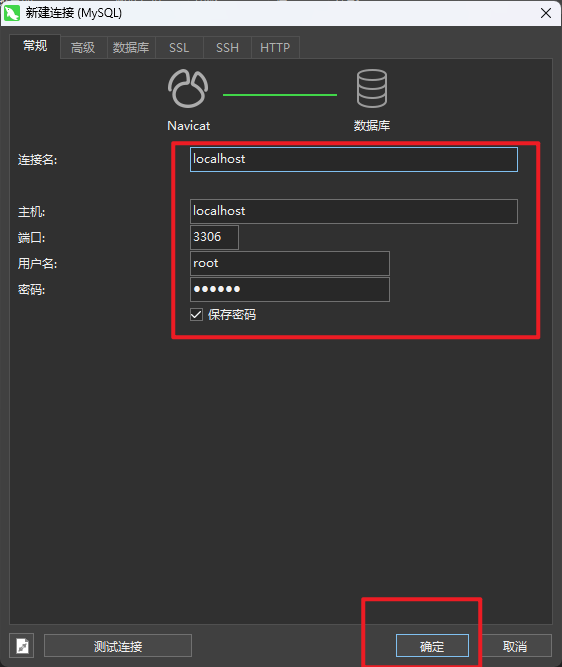 新建连接 (MySQL)
常规 高级 数据库 SSL SSH HTTP
Navicat 数据库
连接名: localhost
主机: localhost
端口: 3306
用户名: root
密码: ●●●●●●
保存密码
测试连接 确定 取消